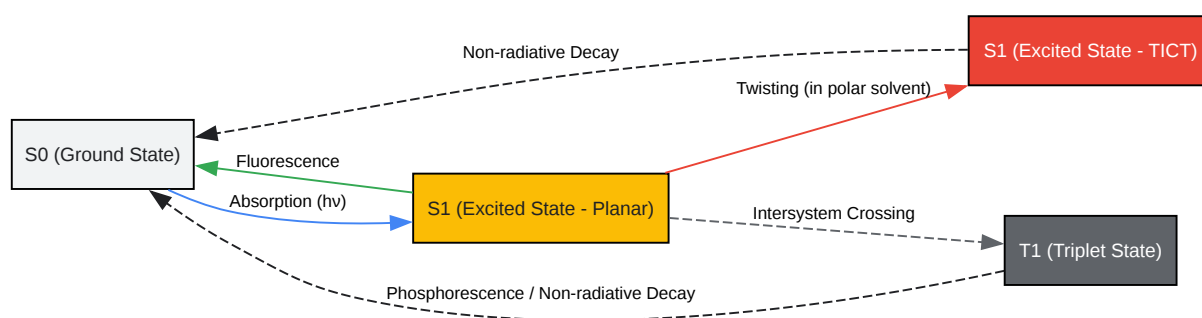 Non-radiative Decay
S1 (Excited State - TICT)
Twisting (in polar solvent)
S0 (Ground State)
Fluorescence
Absorption (hν)
S1 (Excited State - Planar)
Intersystem Crossing
T1 (Triplet State)
Phosphorescence / Non-radiative Decay